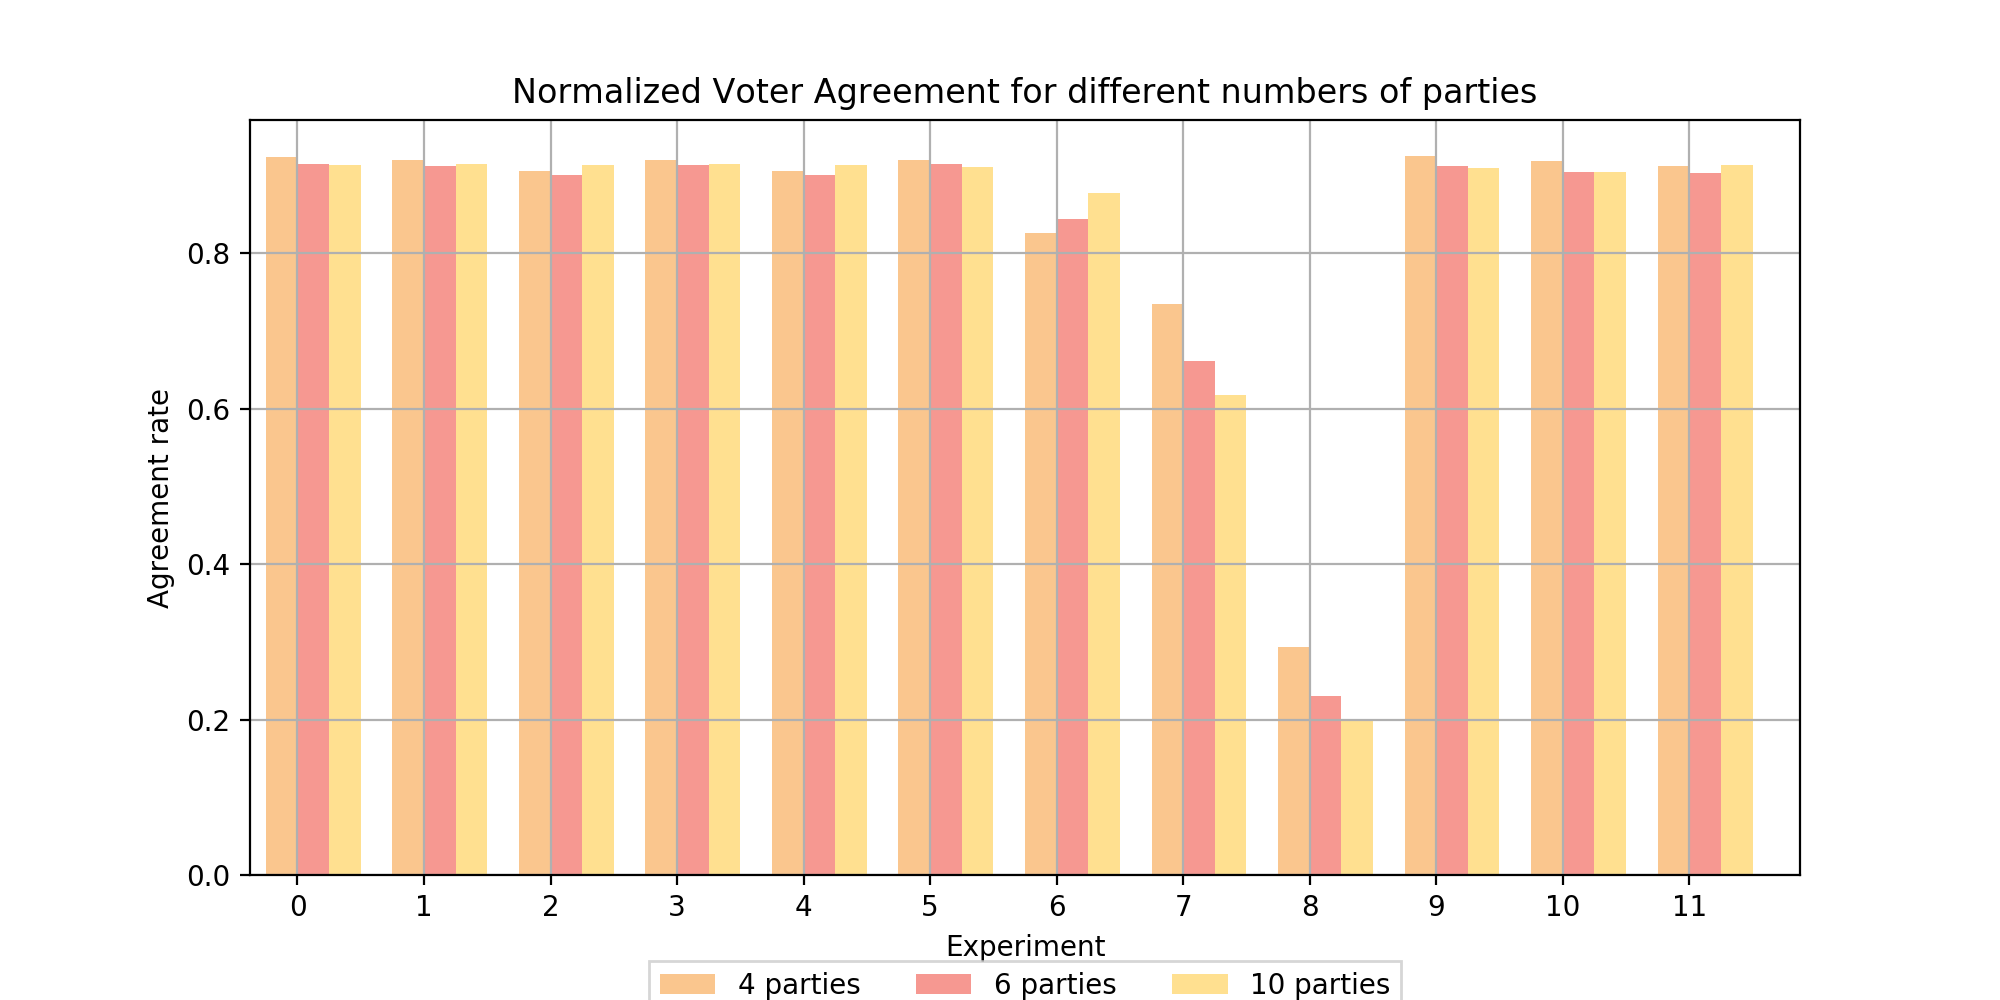 Normalized Voter Agreement for different numbers of parties
Agreement rate
0.8
0.6
0.4
0.2
0.0
0 1 2 3 4 5 6 7 8 9 10 11
Experiment
4 parties 6 parties 10 parties